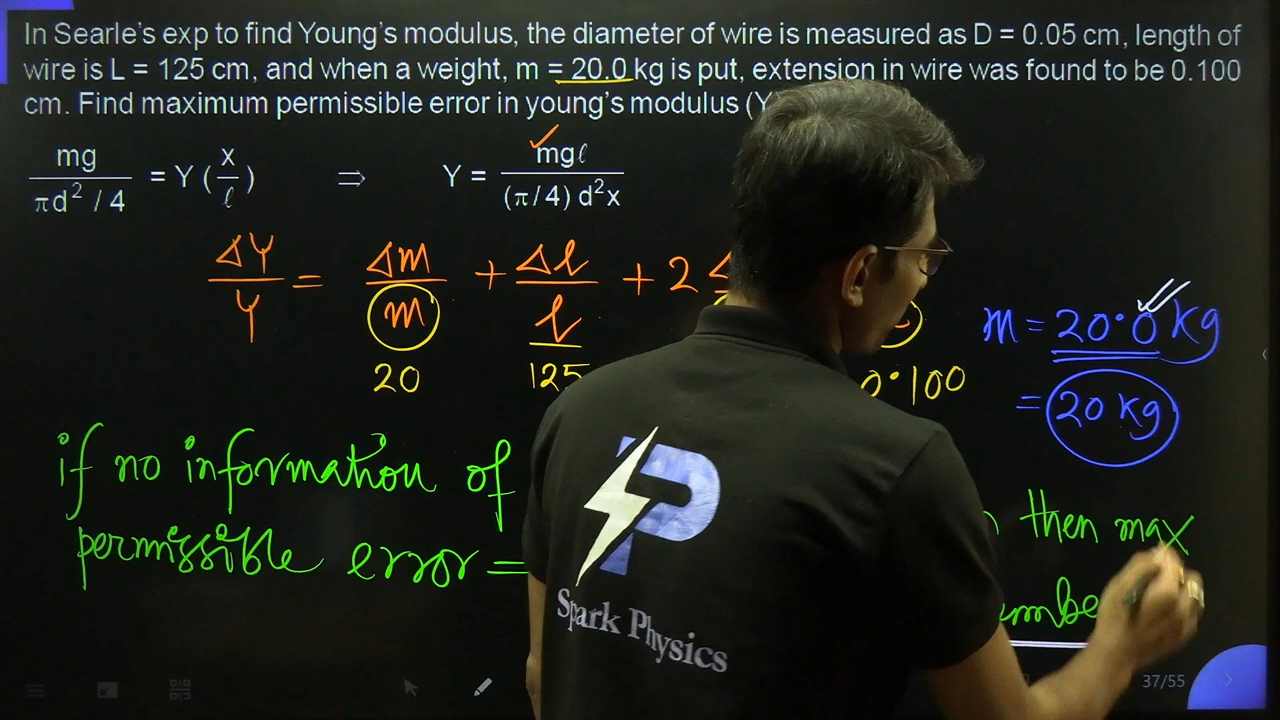 In Searle's exp to find Young's modulus, the diameter of wire is measured as D = 0.05 cm, length of
wire is L = 125 cm, and when a weight, m = 20.0 kg is put, extension in wire was found to be 0.100
cm. Find maximum permissible error in young's modulus (Y
mg / πd² / 4 = Y ( x / ℓ ) ⇒ Y = mgℓ / (π/4) d²x
ΔY / Y = Δm / m + Δl / l + 2 Δ
20 125 0.100
m = 20.0 kg
= 20 kg
if no information of then max
permissible error =
Spark Physics
37/55